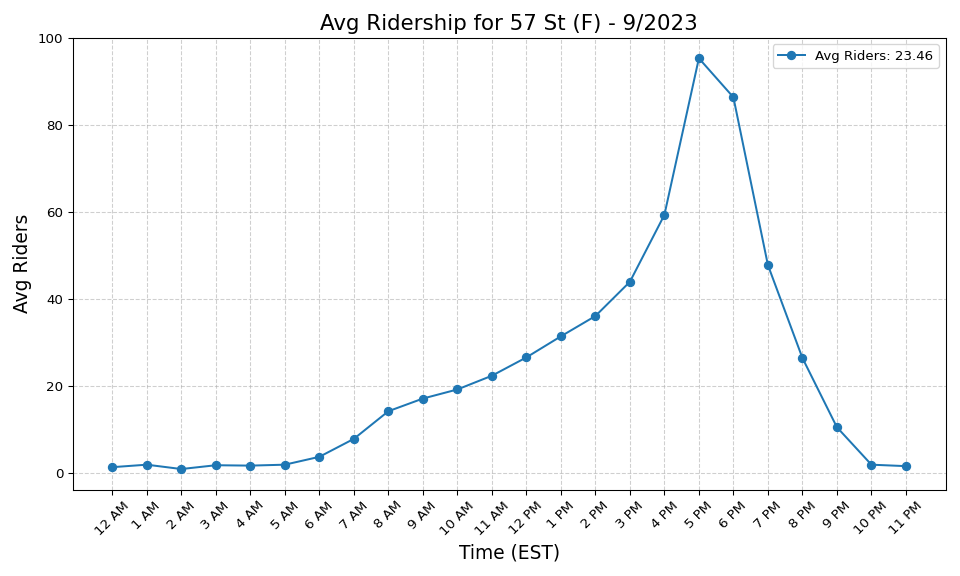 Avg Ridership for 57 St (F) - 9/2023
Avg Riders: 23.46
100
80
60
40
20
0
Avg Riders
12 AM
1 AM
2 AM
3 AM
4 AM
5 AM
6 AM
7 AM
8 AM
9 AM
10 AM
11 AM
12 PM
1 PM
2 PM
3 PM
4 PM
5 PM
6 PM
7 PM
8 PM
9 PM
10 PM
11 PM
Time (EST)